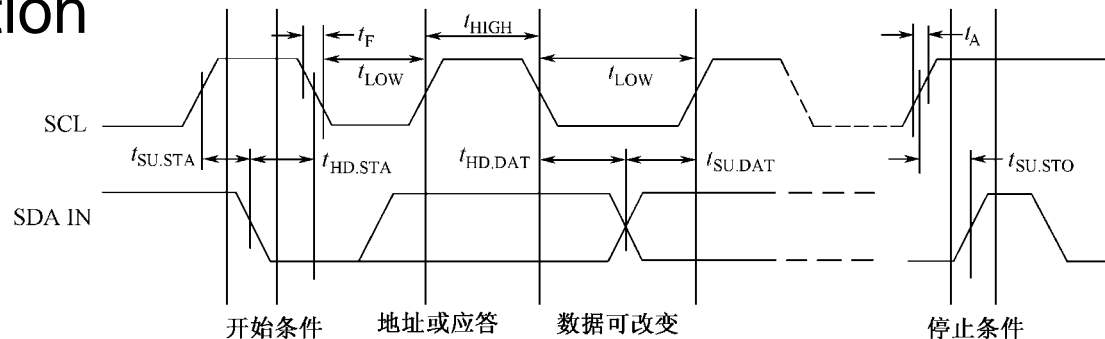 tion
tF
tHIGH
tA
tLOW
tLOW
SCL
tSU.STA
tHD.STA
tHD.DAT
tSU.DAT
tSU.STO
SDA IN
开始条件
地址或应答
数据可改变
停止条件